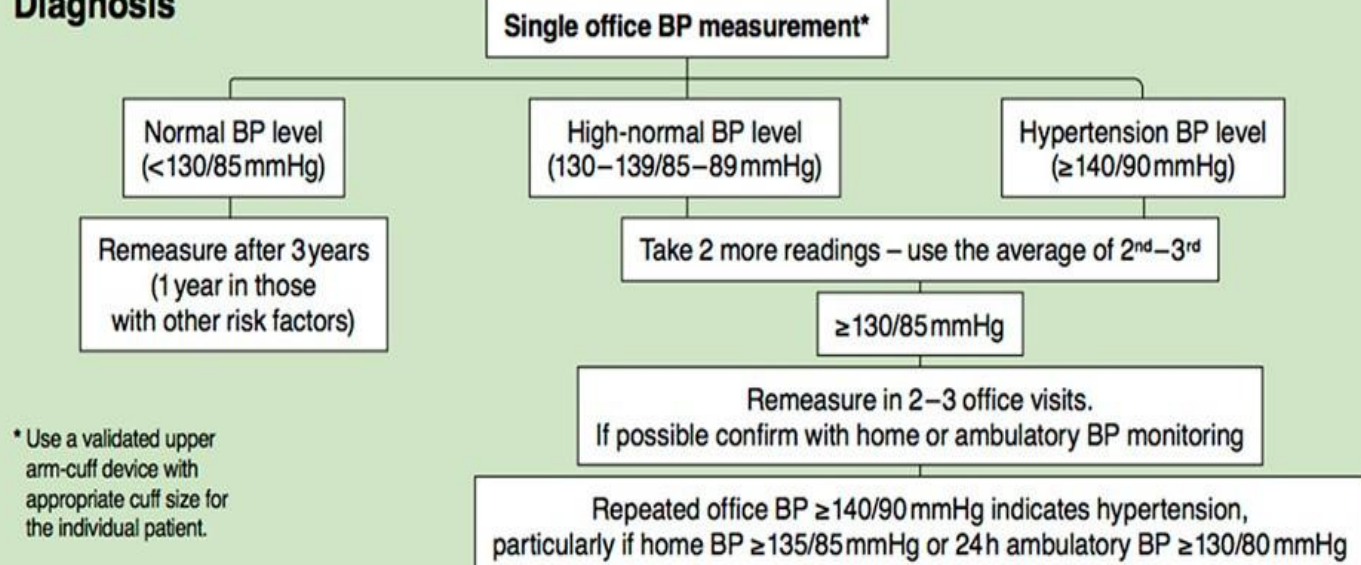 Diagnosis
Single office BP measurement*
Normal BP level
(<130/85 mmHg)
High-normal BP level
(130–139/85–89 mmHg)
Hypertension BP level
(≥140/90 mmHg)
Remeasure after 3 years
(1 year in those
with other risk factors)
Take 2 more readings – use the average of 2nd–3rd
≥130/85 mmHg
Remeasure in 2–3 office visits.
If possible confirm with home or ambulatory BP monitoring
* Use a validated upper
arm-cuff device with
appropriate cuff size for
the individual patient.
Repeated office BP ≥140/90 mmHg indicates hypertension,
particularly if home BP ≥135/85 mmHg or 24 h ambulatory BP ≥130/80 mmHg